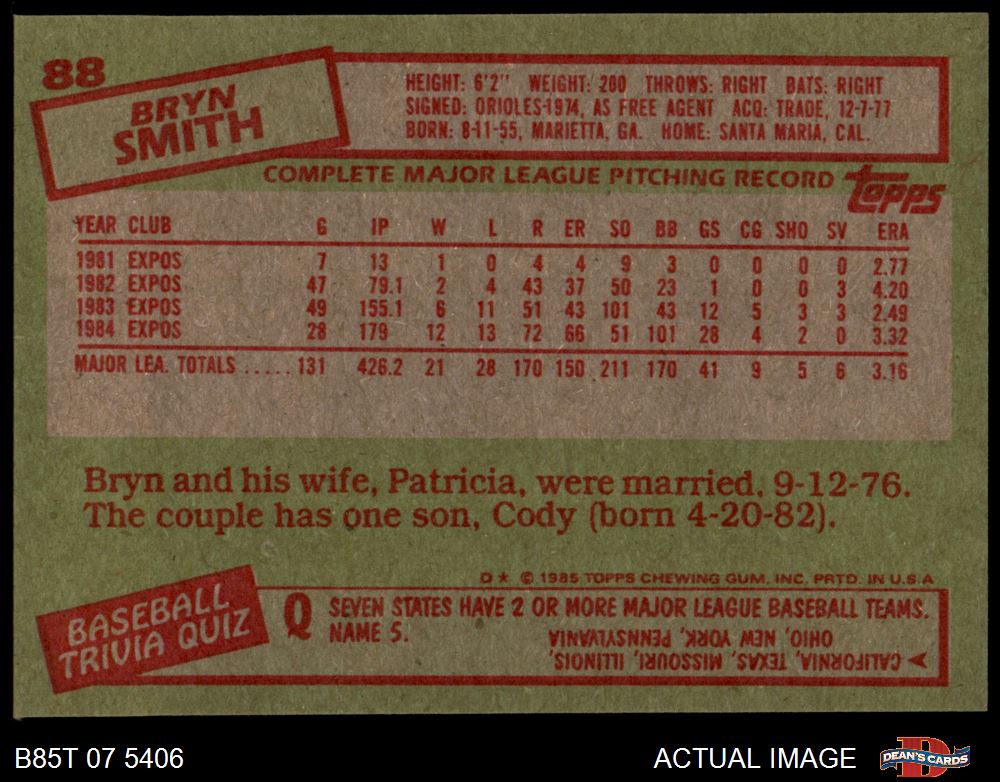 88
BRYN
SMITH
HEIGHT: 6'2" WEIGHT: 200 THROWS: RIGHT BATS: RIGHT
SIGNED: ORIOLES-1974, AS FREE AGENT ACQ: TRADE, 12-7-77
BORN: 8-11-55, MARIETTA, GA. HOME: SANTA MARIA, CAL.
COMPLETE MAJOR LEAGUE PITCHING RECORD
topps
YEAR CLUB G IP W L R ER SO BB GS CG SHO SV ERA
1981 EXPOS 7 13 1 0 4 4 9 3 0 0 0 0 2.77
1982 EXPOS 47 79.1 2 4 43 37 50 23 1 0 0 3 4.20
1983 EXPOS 49 155.1 6 11 51 43 101 43 12 5 3 3 2.49
1984 EXPOS 28 179 12 13 72 66 51 101 28 4 2 0 3.32
MAJOR LEA. TOTALS ..... 131 426.2 21 28 170 150 211 170 41 9 5 6 3.16
Bryn and his wife, Patricia, were married, 9-12-76.
The couple has one son, Cody (born 4-20-82).
D* © 1985 TOPPS CHEWING GUM, INC. PRTD. IN U.S.A
BASEBALL
TRIVIA QUIZ
Q SEVEN STATES HAVE 2 OR MORE MAJOR LEAGUE BASEBALL TEAMS.
NAME 5.
CALIFORNIA, TEXAS, MISSOURI, ILLINOIS,
OHIO, NEW YORK, PENNSYLVANIA
B85T 07 5406
ACTUAL IMAGE
D
DEAN'S CARDS